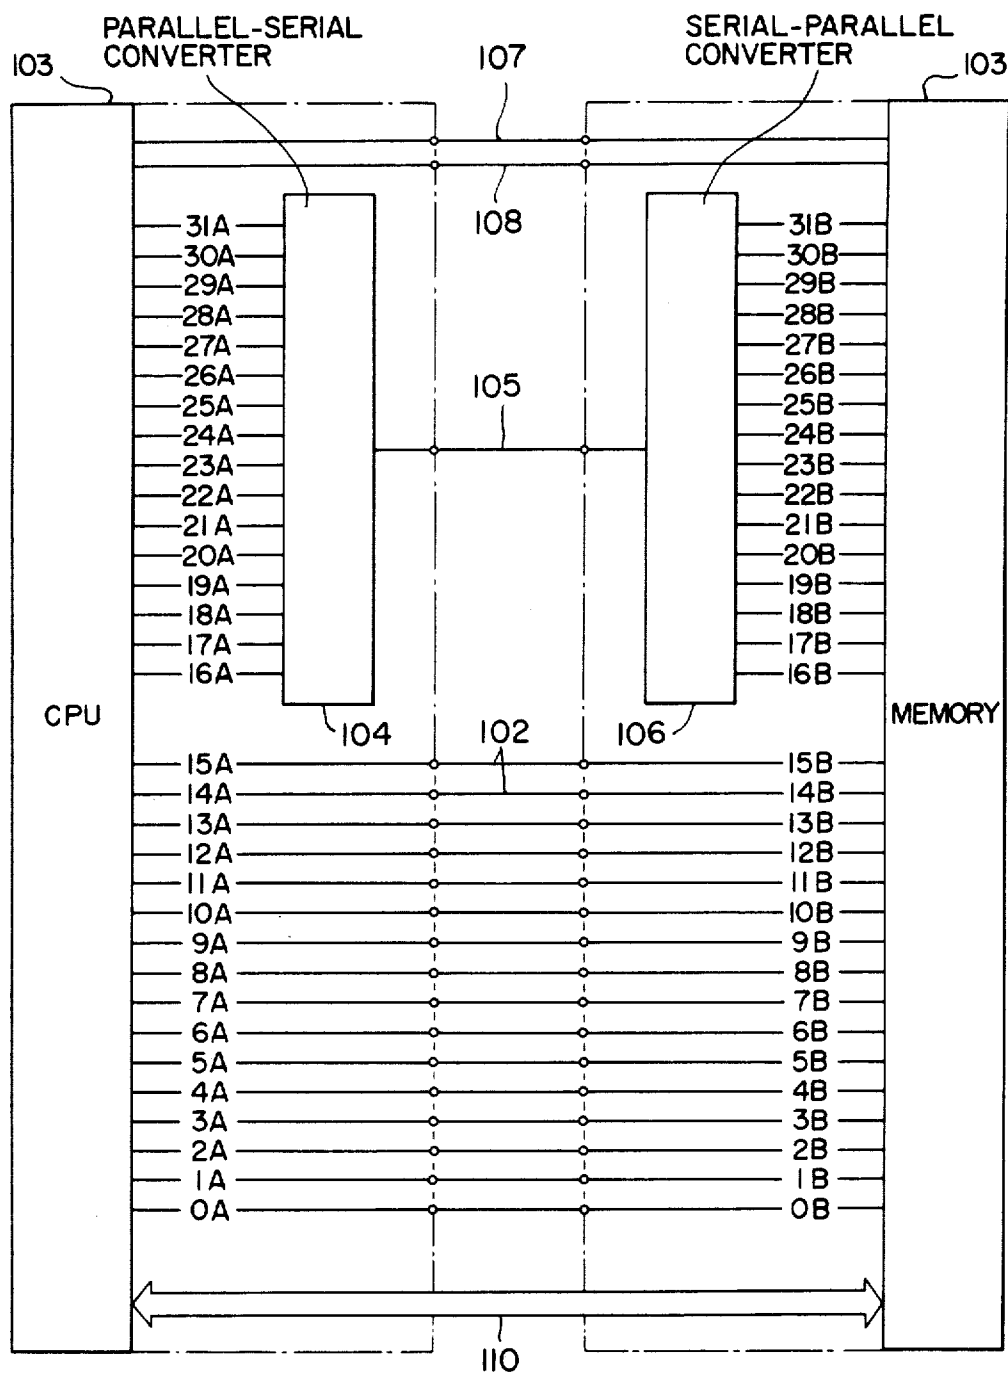 PARALLEL-SERIAL
CONVERTER
SERIAL-PARALLEL
CONVERTER
103
107
103
108
31A
31B
30A
30B
29A
29B
28A
28B
27A
27B
26A
26B
105
25A
25B
24A
24B
23A
23B
22A
22B
21A
21B
20A
20B
19A
19B
18A
18B
17A
17B
16A
16B
CPU
104
102
106
MEMORY
15A
15B
14A
14B
13A
13B
12A
12B
11A
11B
10A
10B
9A
9B
8A
8B
7A
7B
6A
6B
5A
5B
4A
4B
3A
3B
2A
2B
1A
1B
0A
0B
110